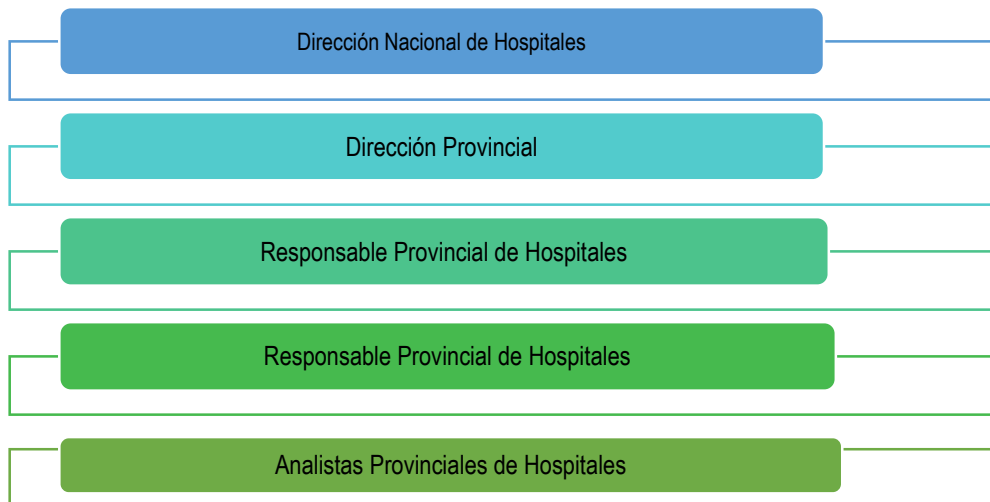 Dirección Nacional de Hospitales
Dirección Provincial
Responsable Provincial de Hospitales
Responsable Provincial de Hospitales
Analistas Provinciales de Hospitales